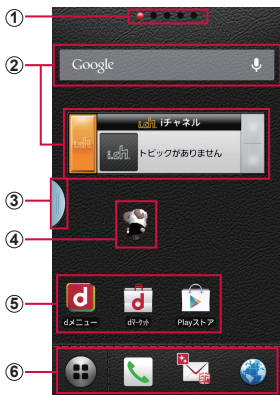 ①
②
Google
i.ch. iチャネル
i.ch.
i.ch.
トピックがありません
③
④
⑤
d
d
dメニュー
dマーケット
Playストア
⑥